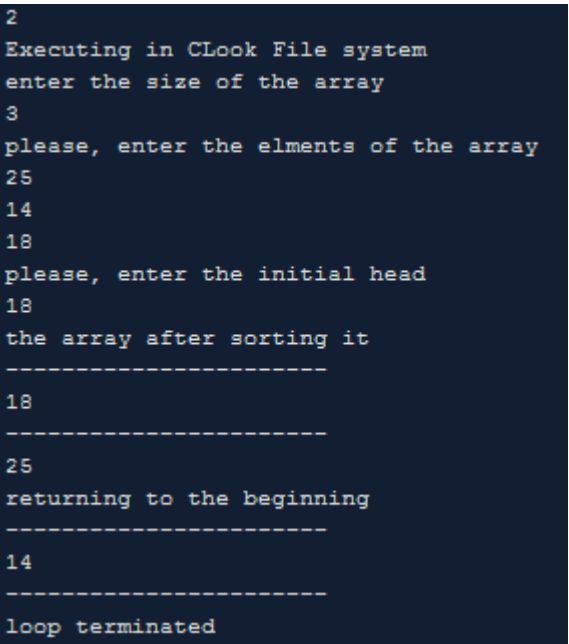 2
Executing in CLook File system
enter the size of the array
3
please, enter the elments of the array
25
14
18
please, enter the initial head
18
the array after sorting it
-----------------------
18
-----------------------
25
returning to the beginning
-----------------------
14
-----------------------
loop terminated